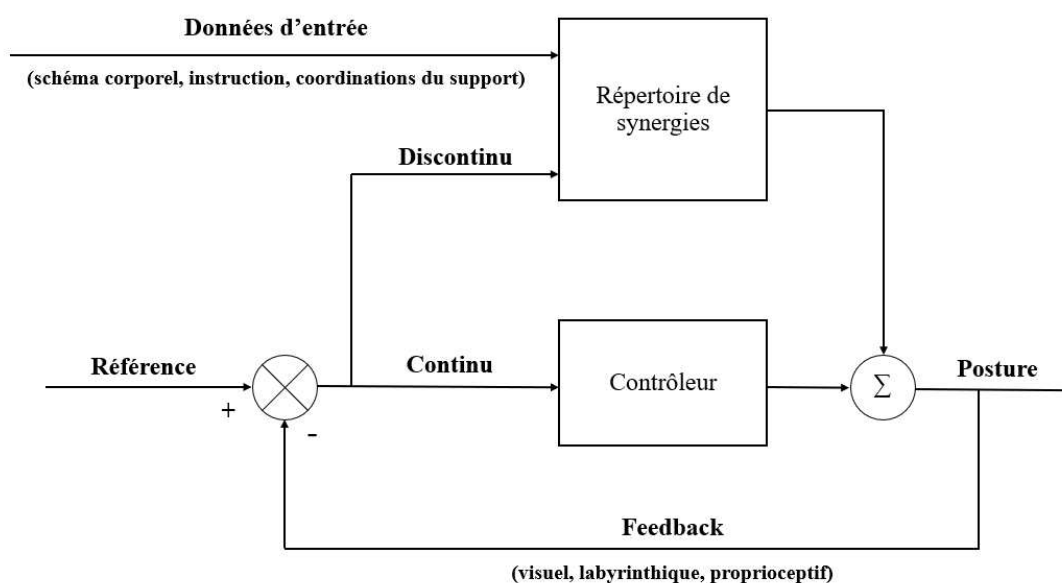 Données d’entrée
(schéma corporel, instruction, coordinations du support)
Répertoire de
synergies
Discontinu
Référence
+
-
Continu
Contrôleur
Σ
Posture
Feedback
(visuel, labyrinthique, proprioceptif)